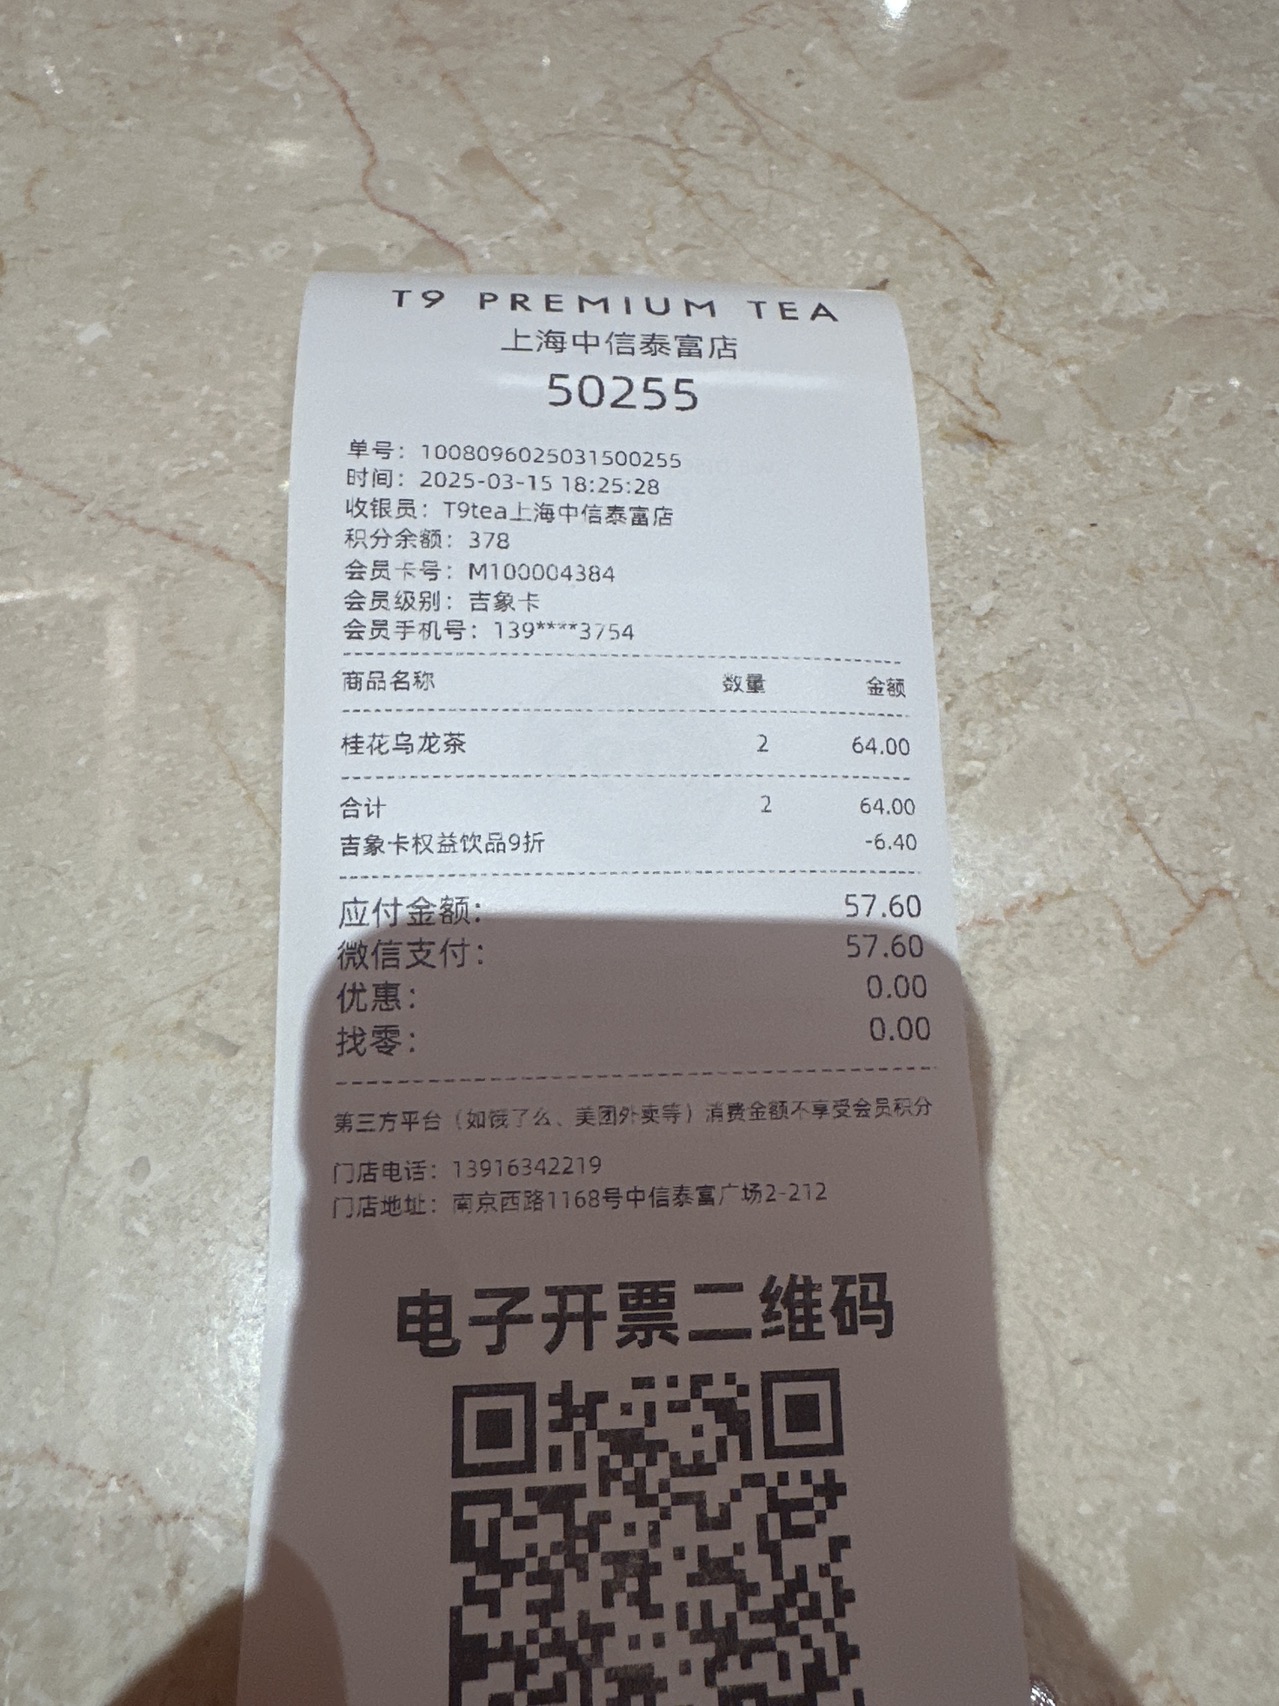 T9 PREMIUM TEA
上海中信泰富店
50255
单号：1008096025031500255
时间：2025-03-15 18:25:28
收银员：T9tea上海中信泰富店
积分余额：378
会员卡号：M100004384
会员级别：吉象卡
会员手机号：139****3754
商品名称 数量 金额
桂花乌龙茶 2 64.00
合计 2 64.00
吉象卡权益饮品9折 -6.40
应付金额： 57.60
微信支付： 57.60
优惠： 0.00
找零： 0.00
第三方平台（如饿了么、美团外卖等）消费金额不享受会员积分
门店电话：13916342219
门店地址：南京西路1168号中信泰富广场2-212
电子开票二维码